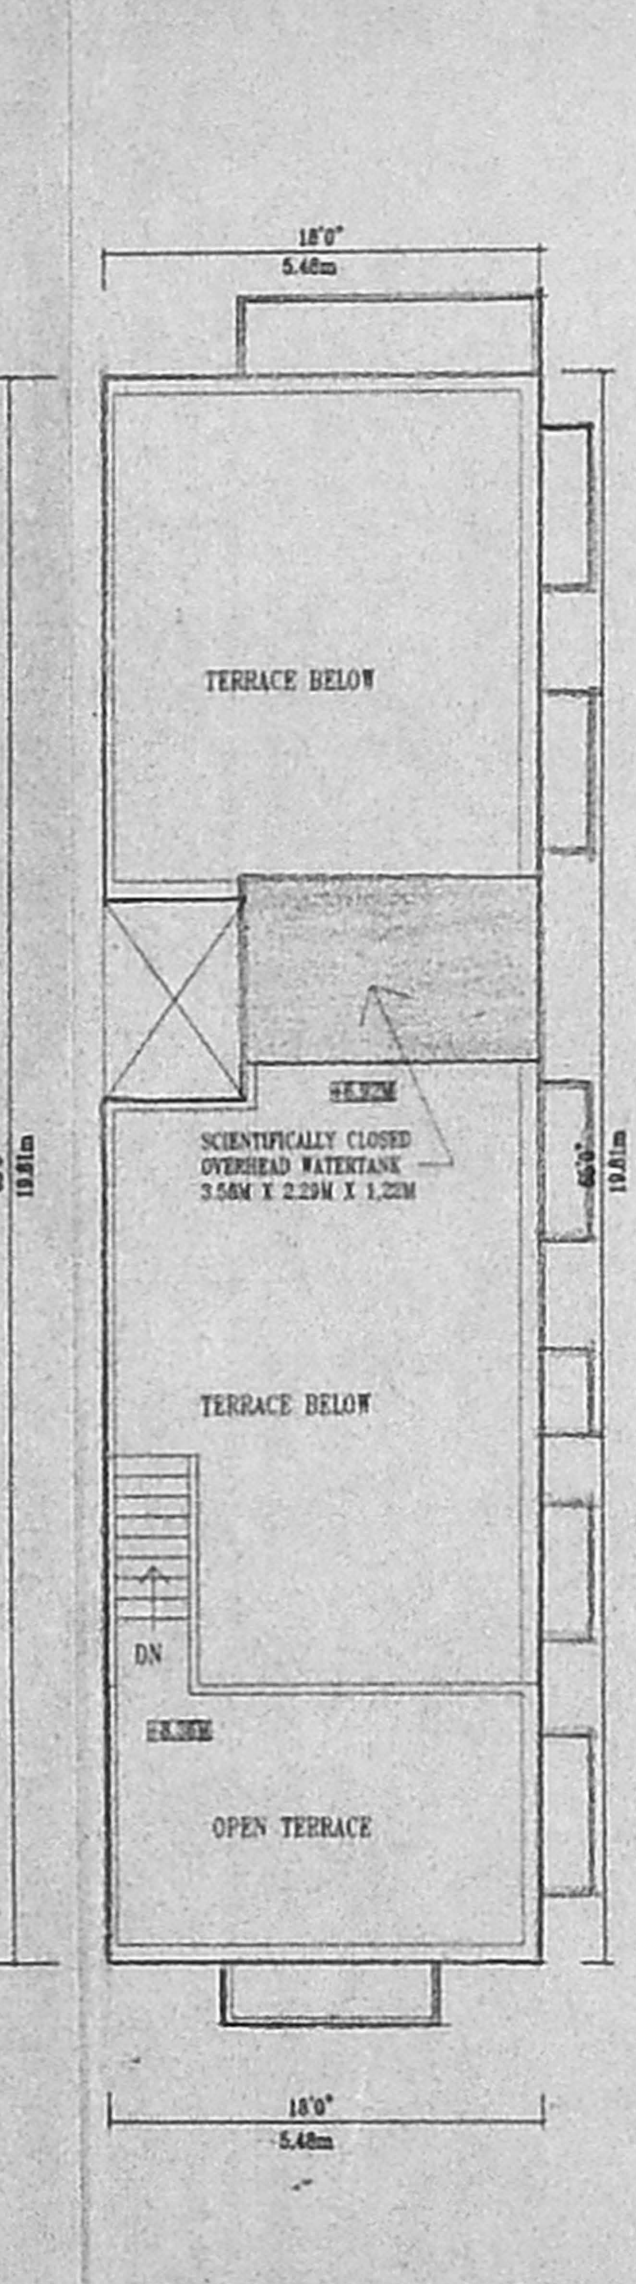 18'0"
5.48m
TERRACE BELOW
SCIENTIFICALLY CLOSED
OVERHEAD WATERTANK
3.58M X 2.29M X 1.22M
19.81m
19.81m
TERRACE BELOW
DN
OPEN TERRACE
18'0"
5.48m